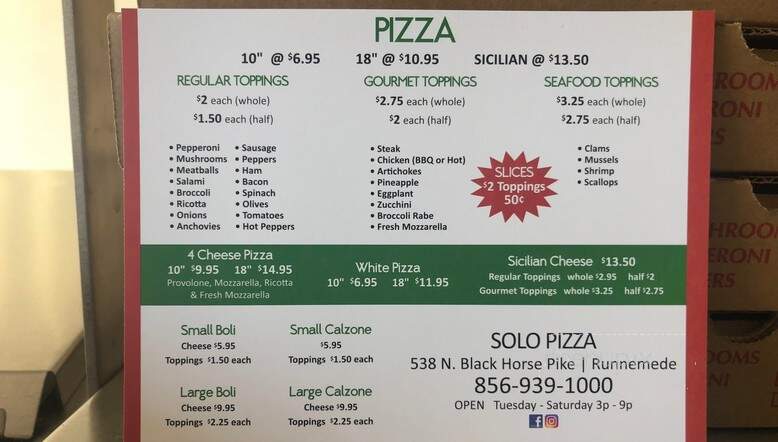 PIZZA
10" @ $6.95 18" @ $10.95 SICILIAN @ $13.50
REGULAR TOPPINGS
$2 each (whole)
$1.50 each (half)
• Pepperoni • Sausage
• Mushrooms • Peppers
• Meatballs • Ham
• Salami • Bacon
• Broccoli • Spinach
• Ricotta • Olives
• Onions • Tomatoes
• Anchovies • Hot Peppers
GOURMET TOPPINGS
$2.75 each (whole)
$2 each (half)
• Steak
• Chicken (BBQ or Hot)
• Artichokes
• Pineapple
• Eggplant
• Zucchini
• Broccoli Rabe
• Fresh Mozzarella
SLICES
$2 Toppings
50¢
SEAFOOD TOPPINGS
$3.25 each (whole)
$2.75 each (half)
• Clams
• Mussels
• Shrimp
• Scallops
4 Cheese Pizza
10" $9.95 18" $14.95
Provolone, Mozzarella, Ricotta
& Fresh Mozzarella
White Pizza
10" $6.95 18" $11.95
Sicilian Cheese $13.50
Regular Toppings whole $2.95 half $2
Gourmet Toppings whole $3.25 half $2.75
Small Boli
Cheese $5.95
Toppings $1.50 each
Small Calzone
$5.95
Toppings $1.50 each
Large Boli
Cheese $9.95
Toppings $2.25 each
Large Calzone
Cheese $9.95
Toppings $2.25 each
SOLO PIZZA
538 N. Black Horse Pike | Runnemede
856-939-1000
OPEN Tuesday - Saturday 3p - 9p
ROOM
RONI
RS
HROO
ERONI
ERS
OOMS
NI